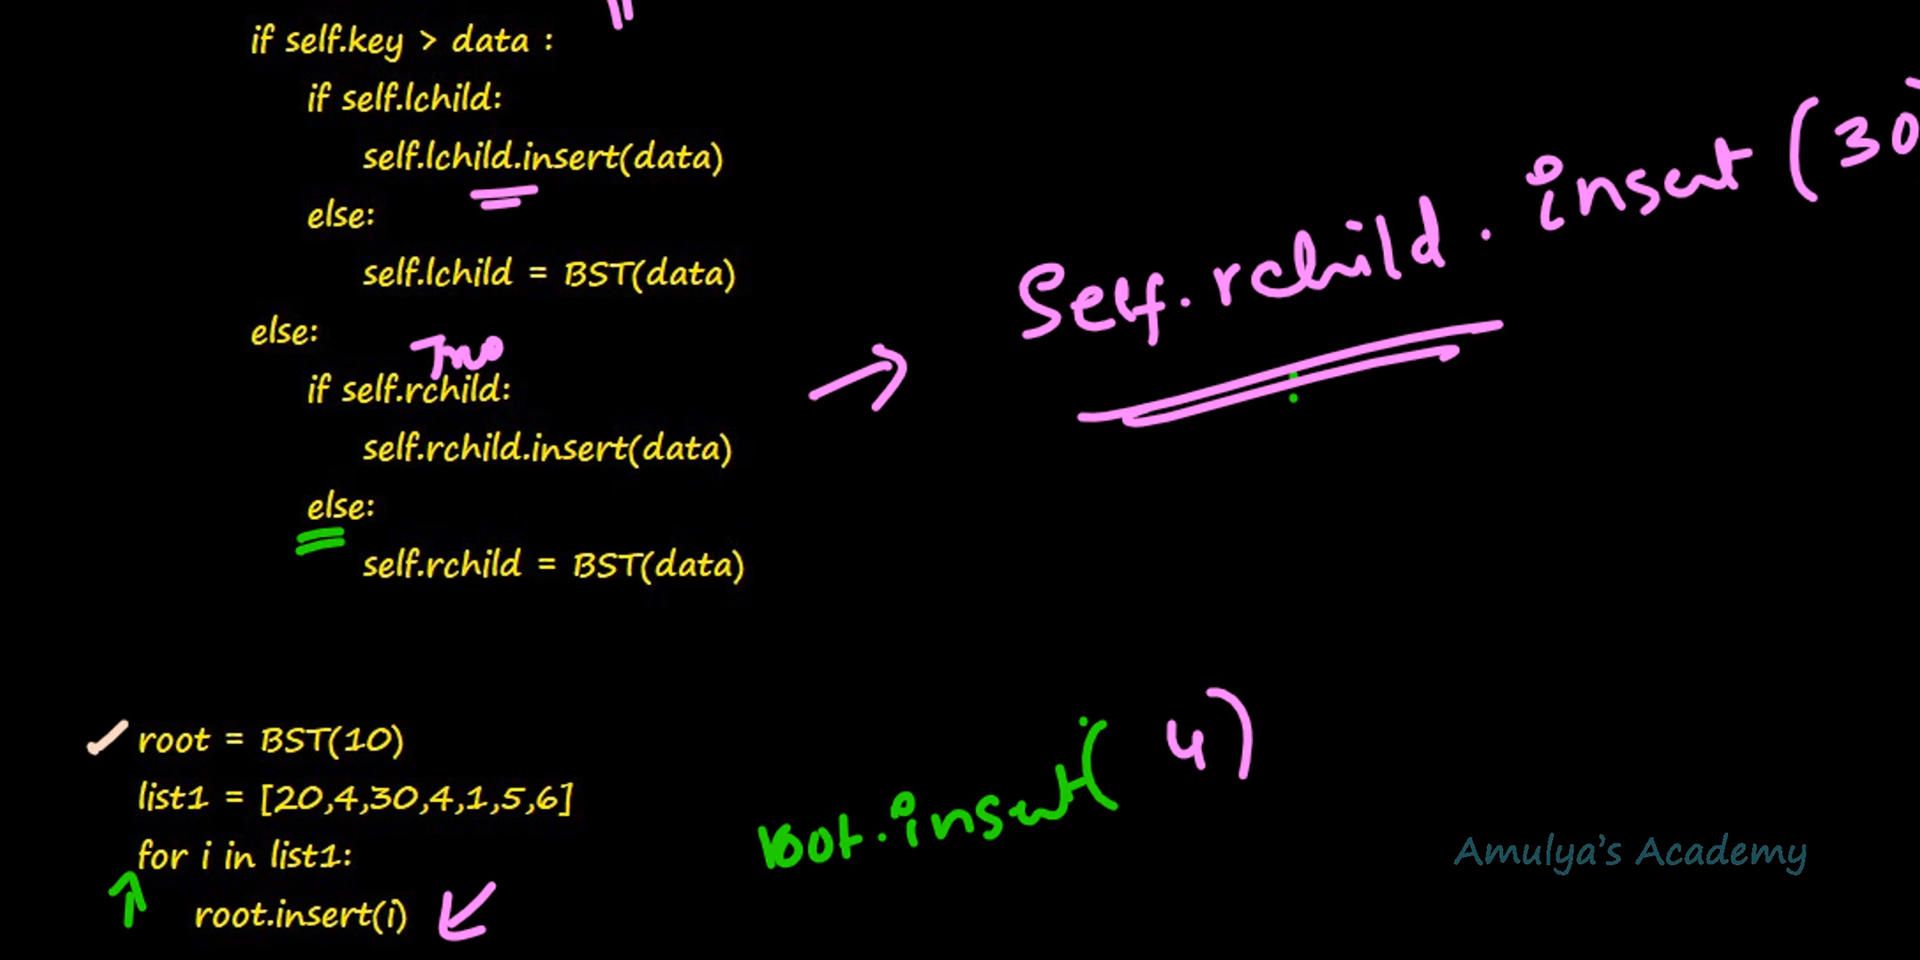 if self.key > data :
if self.lchild:
self.lchild.insert(data)
else:
self.lchild = BST(data)
else:
True
if self.rchild:
self.rchild.insert(data)
else:
self.rchild = BST(data)
Self.rchild.insert(30)
root = BST(10)
list1 = [20,4,30,4,1,5,6]
for i in list1:
root.insert(i)
root.insert( 4)
Amulya's Academy